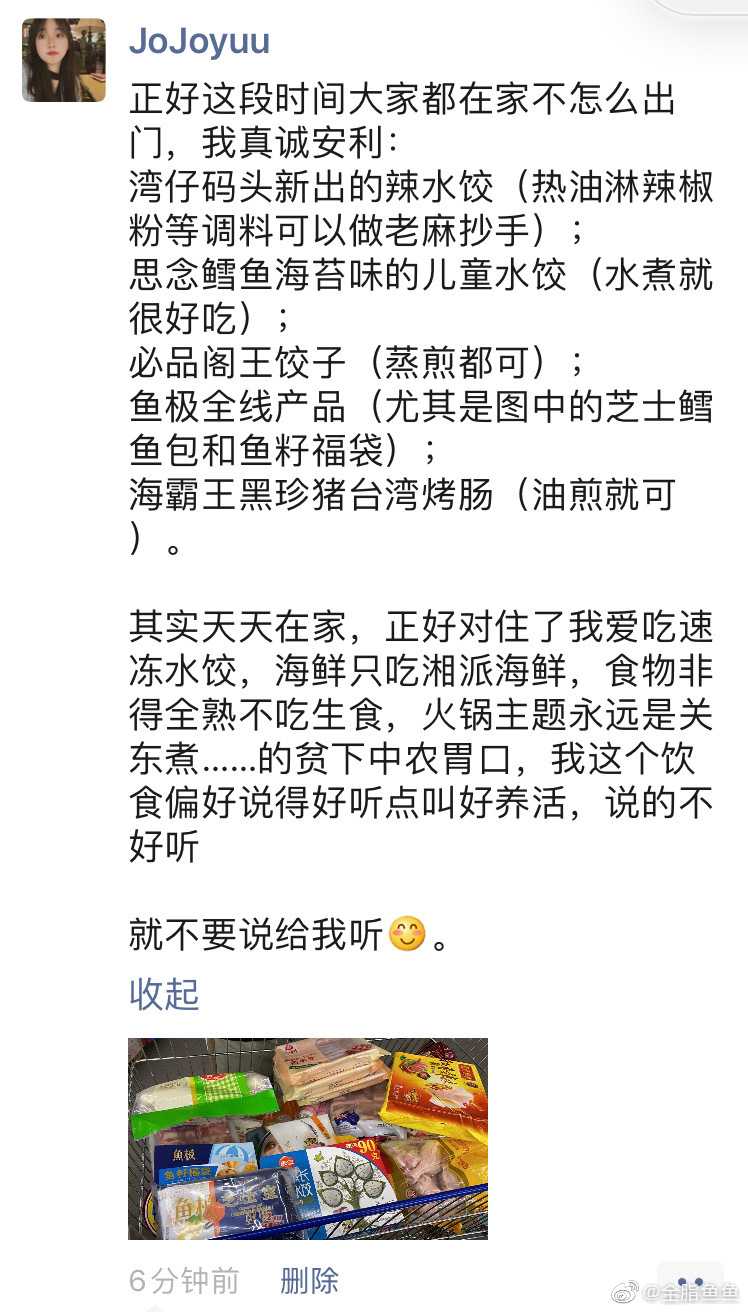 JoJoyuu
正好这段时间大家都在家不怎么出
门，我真诚安利：
湾仔码头新出的辣水饺（热油淋辣椒
粉等调料可以做老麻抄手）；
思念鳕鱼海苔味的儿童水饺（水煮就
很好吃）；
必品阁王饺子（蒸煎都可）；
鱼极全线产品（尤其是图中的芝士鳕
鱼包和鱼籽福袋）；
海霸王黑珍猪台湾烤肠（油煎就可
）。
其实天天在家，正好对住了我爱吃速
冻水饺，海鲜只吃湘派海鲜，食物非
得全熟不吃生食，火锅主题永远是关
东煮……的贫下中农胃口，我这个饮
食偏好说得好听点叫好养活，说的不
好听
就不要说给我听😊。
收起
鱼极
鱼籽福袋
90
鱼极
6分钟前 删除
@全脂鱼鱼